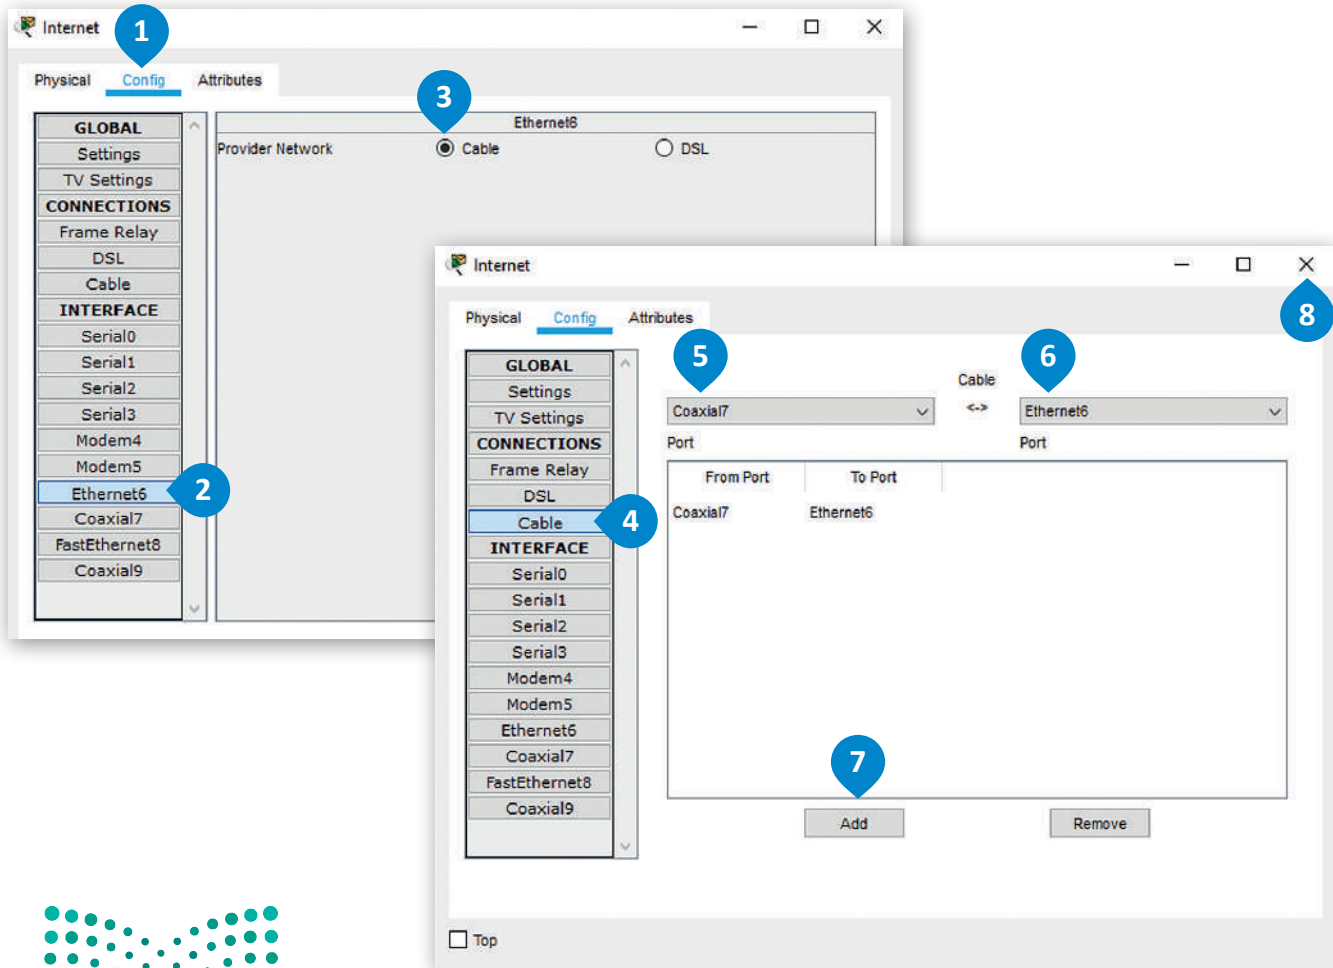 Internet
1
Physical Config Attributes
3
GLOBAL
Settings
TV Settings
CONNECTIONS
Frame Relay
DSL
Cable
INTERFACE
Serial0
Serial1
Serial2
Serial3
Modem4
Modem5
Ethernet6
2
Coaxial7
FastEthernet8
Coaxial9
Ethernet6
Provider Network Cable DSL
Internet
8
Physical Config Attributes
5
6
GLOBAL
Settings
TV Settings
CONNECTIONS
Frame Relay
DSL
Cable
4
INTERFACE
Serial0
Serial1
Serial2
Serial3
Modem4
Modem5
Ethernet6
Coaxial7
FastEthernet8
Coaxial9
Cable
Coaxial7 <-> Ethernet6
Port Port
From Port To Port
Coaxial7 Ethernet6
7
Add Remove
Top